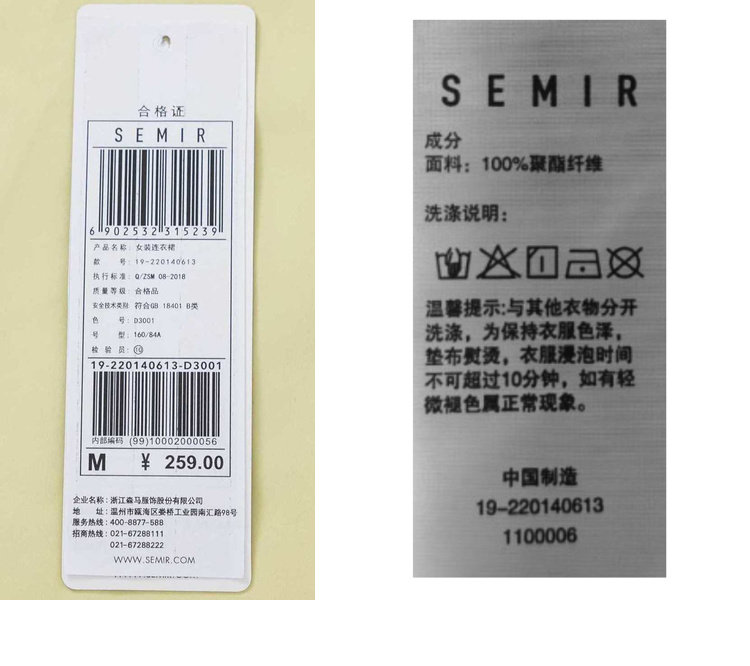 合格证
SEMIR
6 902532 315239
产品名称: 女装连衣裙
款 号: 19-220140613
执行标准: Q/ZSM 08-2018
质量等级: 合格品
安全技术类别: 符合GB 18401 B类
色 号: D3001
号 型: 160/84A
检 验 员: ⑯
19-220140613-D3001
内部编码 (99)10002000056
M ¥ 259.00
企业名称: 浙江森马服饰股份有限公司
地 址: 温州市瓯海区娄桥工业园南汇路98号
服务热线: 400-8877-588
招商热线: 021-67288111
021-67288222
WWW.SEMIR.COM
WWW.SEMIR.COM
SEMIR
成分
面料: 100%聚酯纤维
洗涤说明:
温馨提示:与其他衣物分开
洗涤，为保持衣服色泽，
垫布熨烫，衣服浸泡时间
不可超过10分钟，如有轻
微褪色属正常现象。
中国制造
19-220140613
1100006